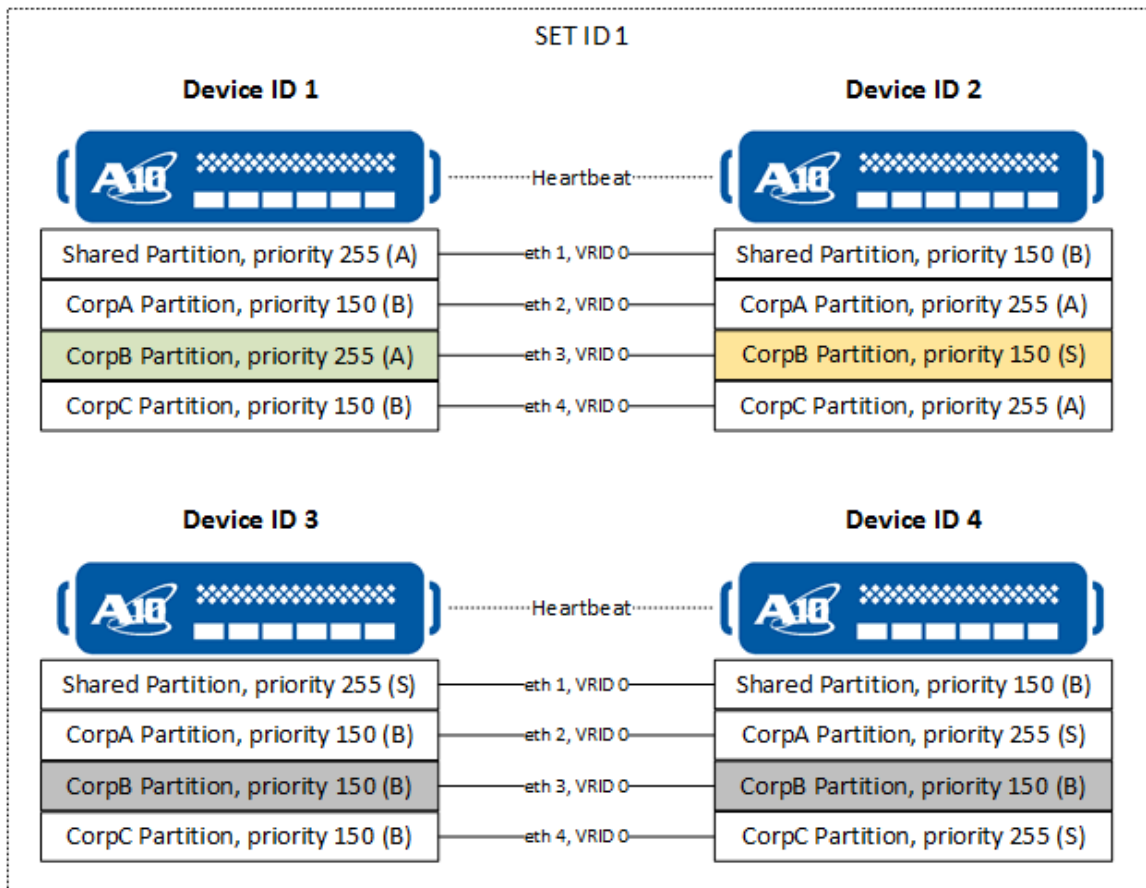 SET ID 1
Device ID 1
Device ID 2
A10
Heartbeat
A10
Shared Partition, priority 255 (A)
eth 1, VRID 0
Shared Partition, priority 150 (B)
CorpA Partition, priority 150 (B)
eth 2, VRID 0
CorpA Partition, priority 255 (A)
CorpB Partition, priority 255 (A)
eth 3, VRID 0
CorpB Partition, priority 150 (S)
CorpC Partition, priority 150 (B)
eth 4, VRID 0
CorpC Partition, priority 255 (A)
Device ID 3
Device ID 4
A10
Heartbeat
A10
Shared Partition, priority 255 (S)
eth 1, VRID 0
Shared Partition, priority 150 (B)
CorpA Partition, priority 150 (B)
eth 2, VRID 0
CorpA Partition, priority 255 (S)
CorpB Partition, priority 150 (B)
eth 3, VRID 0
CorpB Partition, priority 150 (B)
CorpC Partition, priority 150 (B)
eth 4, VRID 0
CorpC Partition, priority 255 (S)